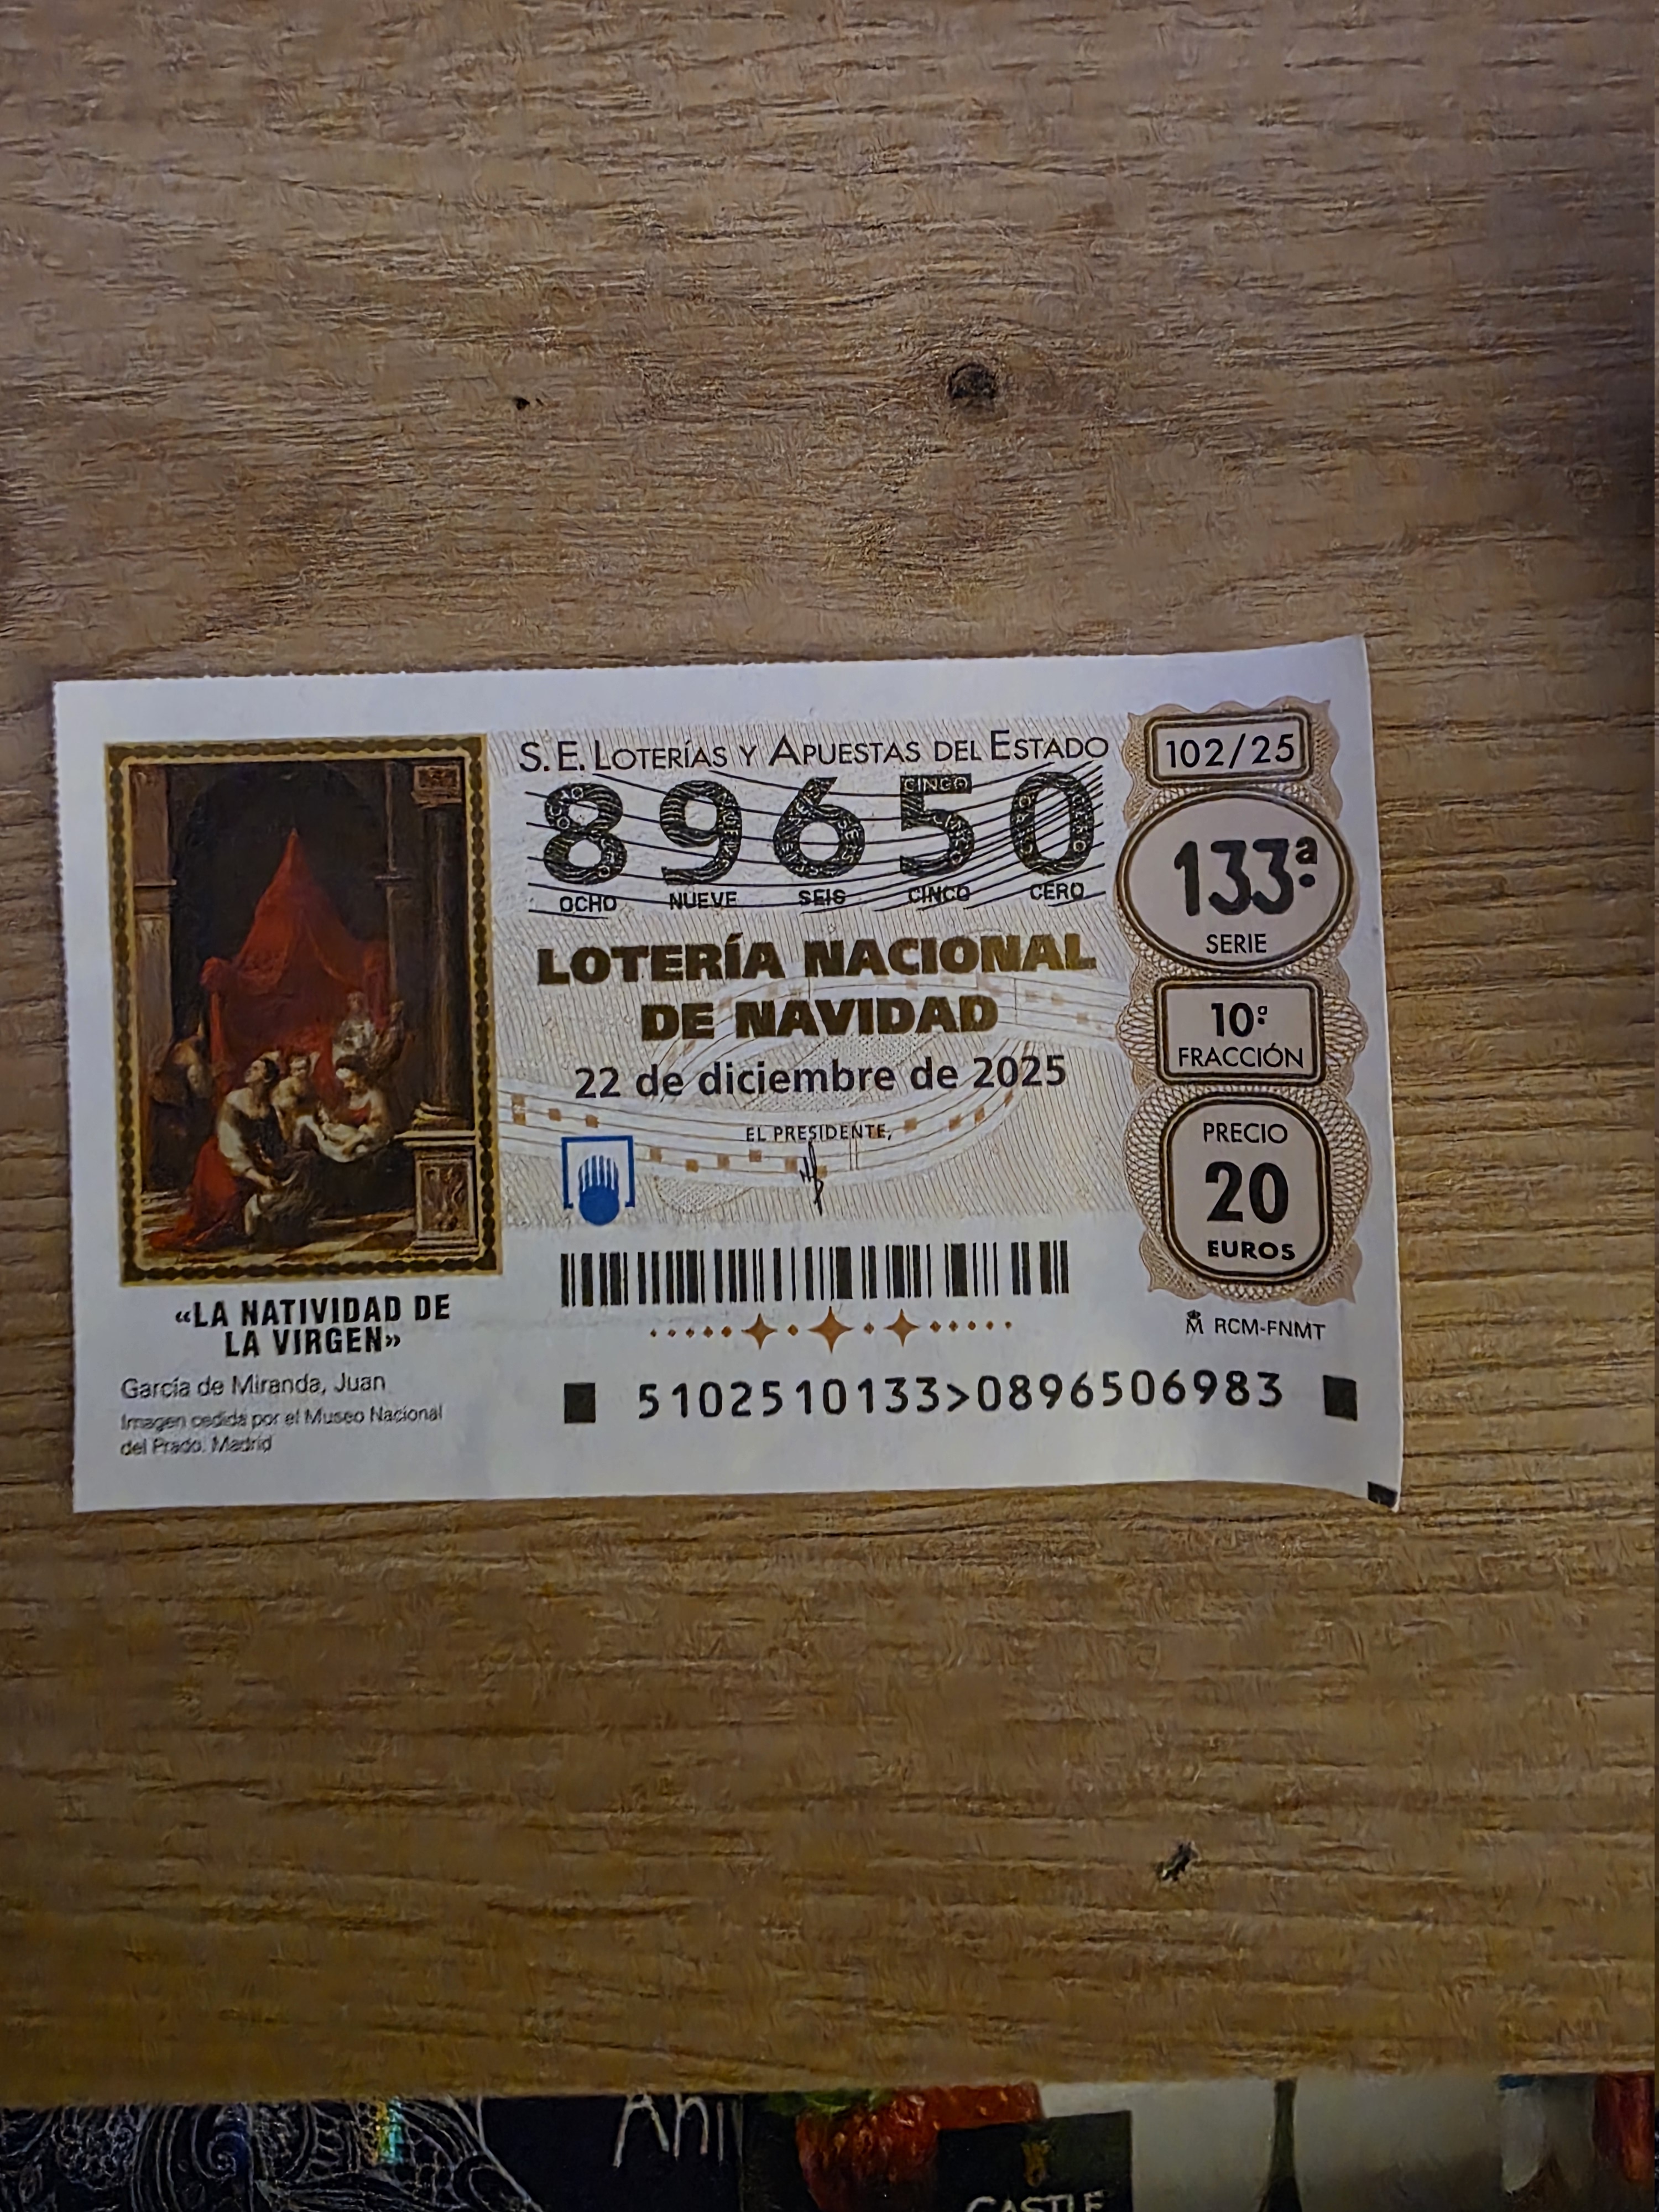 S. E. LOTERÍAS Y APUESTAS DEL ESTADO
89650
OCHO NUEVE SEIS CINCO CERO
LOTERÍA NACIONAL
DE NAVIDAD
22 de diciembre de 2025
EL PRESIDENTE,
102/25
133ª
SERIE
10ª
FRACCIÓN
PRECIO
20
EUROS
RCM-FNMT
«LA NATIVIDAD DE
LA VIRGEN»
García de Miranda, Juan
Imagen cedida por el Museo Nacional
del Prado. Madrid
5102510133>0896506983
CASTLE